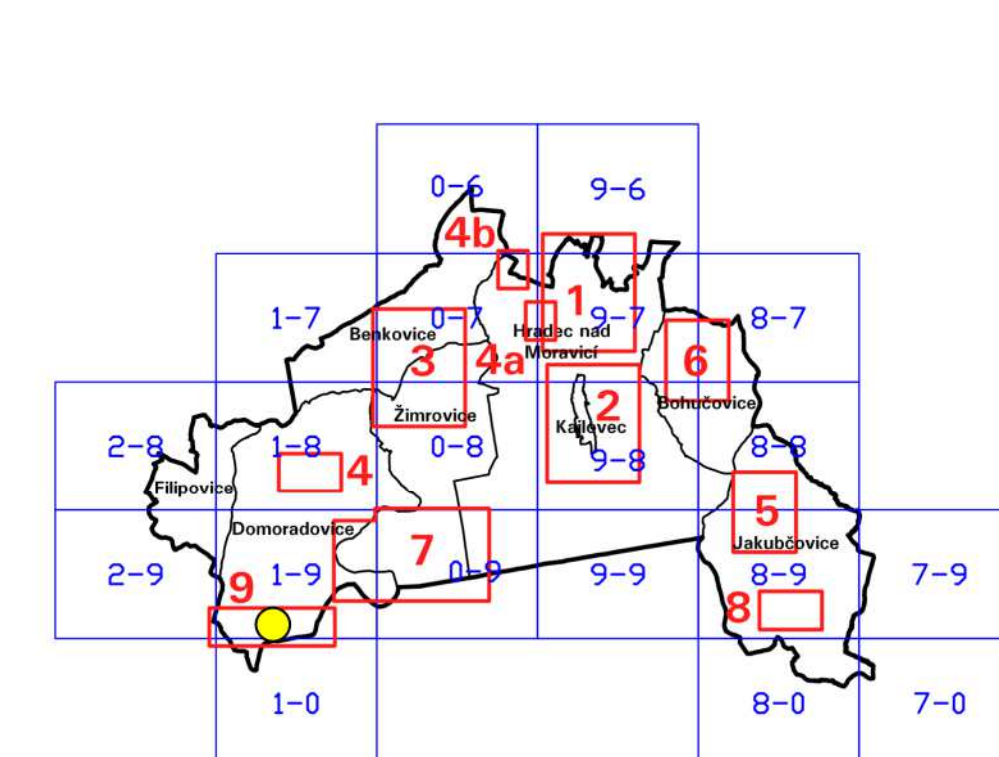 0-6
9-6
4b
1
1-7
0-7
9-7
8-7
Benkovice
Hradec nad
Moravicí
3
4a
6
2
Bohučovice
Žimrovice
Kajlovec
2-8
1-8
0-8
9-8
8-8
4
Filipovice
5
Domoradovice
Jakubčovice
7
2-9
1-9
0-9
9-9
8-9
7-9
9
8
1-0
8-0
7-0